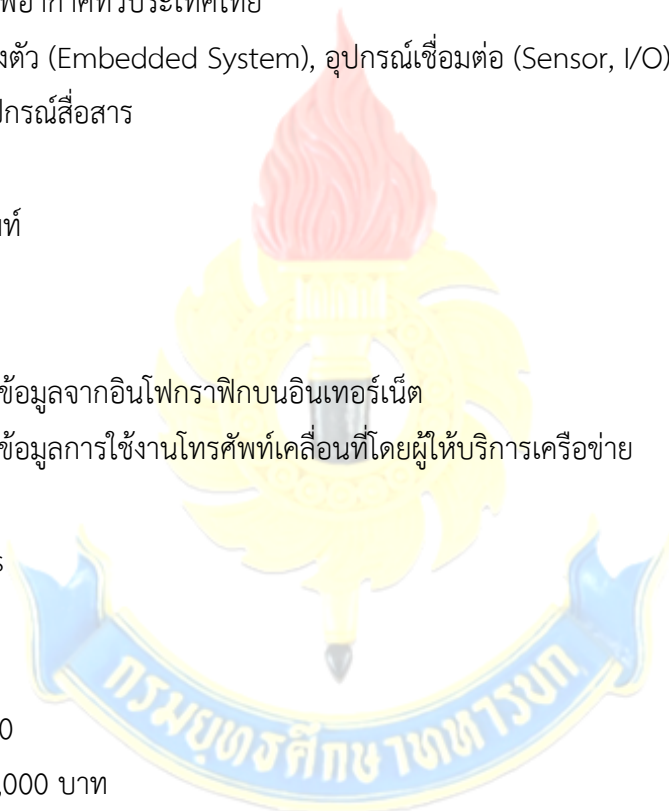 อากาศทั่วประเทศไทย
งตัว (Embedded System), อุปกรณ์เชื่อมต่อ (Sensor, I/O)
ปกรณ์สื่อสาร
ท์
ข้อมูลจากอินโฟกราฟิกบนอินเทอร์เน็ต
ข้อมูลการใช้งานโทรศัพท์เคลื่อนที่โดยผู้ให้บริการเครือข่าย
ร
กรมยุทธศึกษาทหารบก
0
,000 บาท